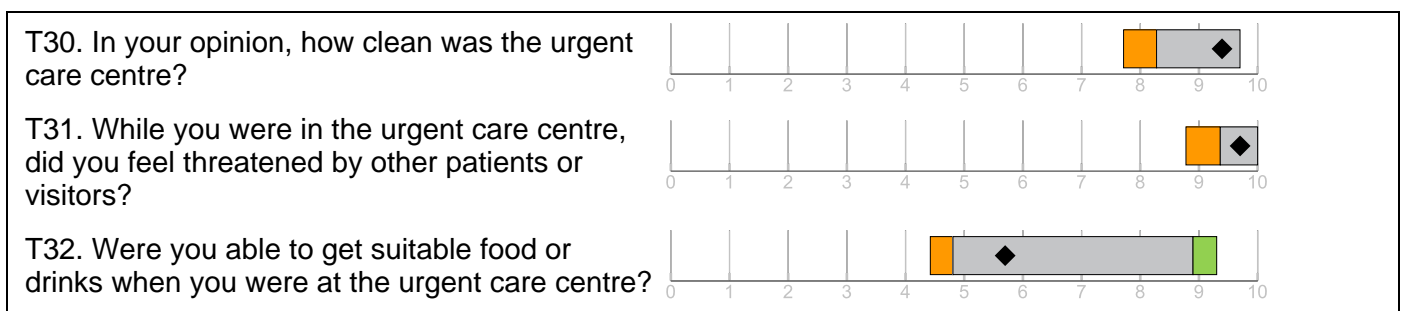 T30. In your opinion, how clean was the urgent
care centre?
0 1 2 3 4 5 6 7 8 9 10
T31. While you were in the urgent care centre,
did you feel threatened by other patients or
visitors?
0 1 2 3 4 5 6 7 8 9 10
T32. Were you able to get suitable food or
drinks when you were at the urgent care centre?
0 1 2 3 4 5 6 7 8 9 10